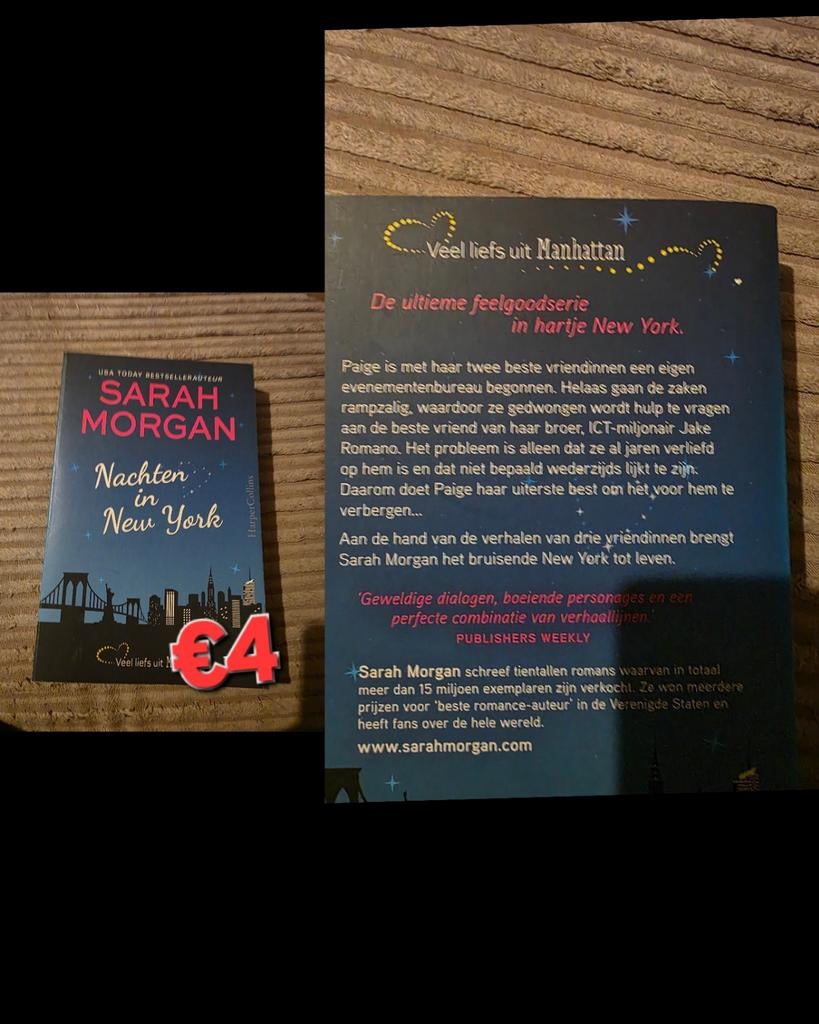 USA TODAY BESTSELLERAUTEUR
SARAH
MORGAN
Nachten
in
New York
HarperCollins
Veel liefs uit
€4
Veel liefs uit Manhattan
De ultieme feelgoodserie
in hartje New York.
Paige is met haar twee beste vriendinnen een eigen
evenementenbureau begonnen. Helaas gaan de zaken
rampzalig, waardoor ze gedwongen wordt hulp te vragen
aan de beste vriend van haar broer, ICT-miljonair Jake
Romano. Het probleem is alleen dat ze al jaren verliefd
op hem is en dat niet bepaald wederzijds lijkt te zijn.
Daarom doet Paige haar uiterste best om het voor hem te
verbergen...
Aan de hand van de verhalen van drie vriendinnen brengt
Sarah Morgan het bruisende New York tot leven.
'Geweldige dialogen, boeiende personages en een
perfecte combinatie van verhaallijnen.'
PUBLISHERS WEEKLY
Sarah Morgan schreef tientallen romans waarvan in totaal
meer dan 15 miljoen exemplaren zijn verkocht. Ze won meerdere
prijzen voor 'beste romance-auteur' in de Verenigde Staten en
heeft fans over de hele wereld.
www.sarahmorgan.com